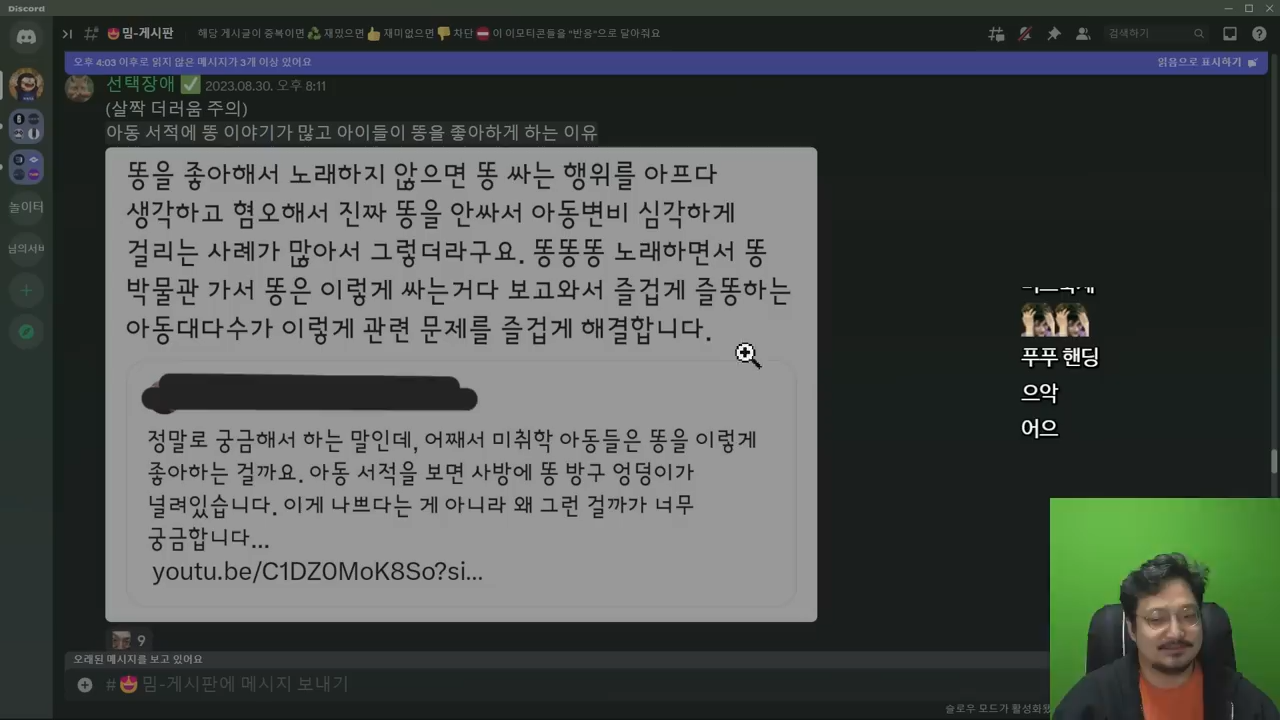 Discord
밈-게시판
해당 게시글이 중복이면 ♻️ 재밌으면 👍 재미없으면 👎 차단 ⛔ 이 이모티콘들을 "반응"으로 달아줘요
검색하기
오후 4:03 이후로 읽지 않은 메시지가 3개 이상 있어요
읽음으로 표시하기
선택장애 ✅ 2023.08.30. 오후 8:11
(살짝 더러움 주의)
아동 서적에 똥 이야기가 많고 아이들이 똥을 좋아하게 하는 이유
똥을 좋아해서 노래하지 않으면 똥 싸는 행위를 아프다
생각하고 혐오해서 진짜 똥을 안싸서 아동변비 심각하게
걸리는 사례가 많아서 그렇더라구요. 똥똥똥 노래하면서 똥
박물관 가서 똥은 이렇게 싸는거다 보고와서 즐겁게 즐똥하는
아동대다수가 이렇게 관련 문제를 즐겁게 해결합니다.
정말로 궁금해서 하는 말인데, 어째서 미취학 아동들은 똥을 이렇게
좋아하는 걸까요. 아동 서적을 보면 사방에 똥 방구 엉덩이가
널려있습니다. 이게 나쁘다는 게 아니라 왜 그런 걸까가 너무
궁금합니다...
youtu.be/C1DZ0MoK8So?si...
9
오래된 메시지를 보고 있어요
#😍밈-게시판에 메시지 보내기
놀이터
님의서버
푸푸 핸딩
으악
어으
슬로우 모드가 활성화